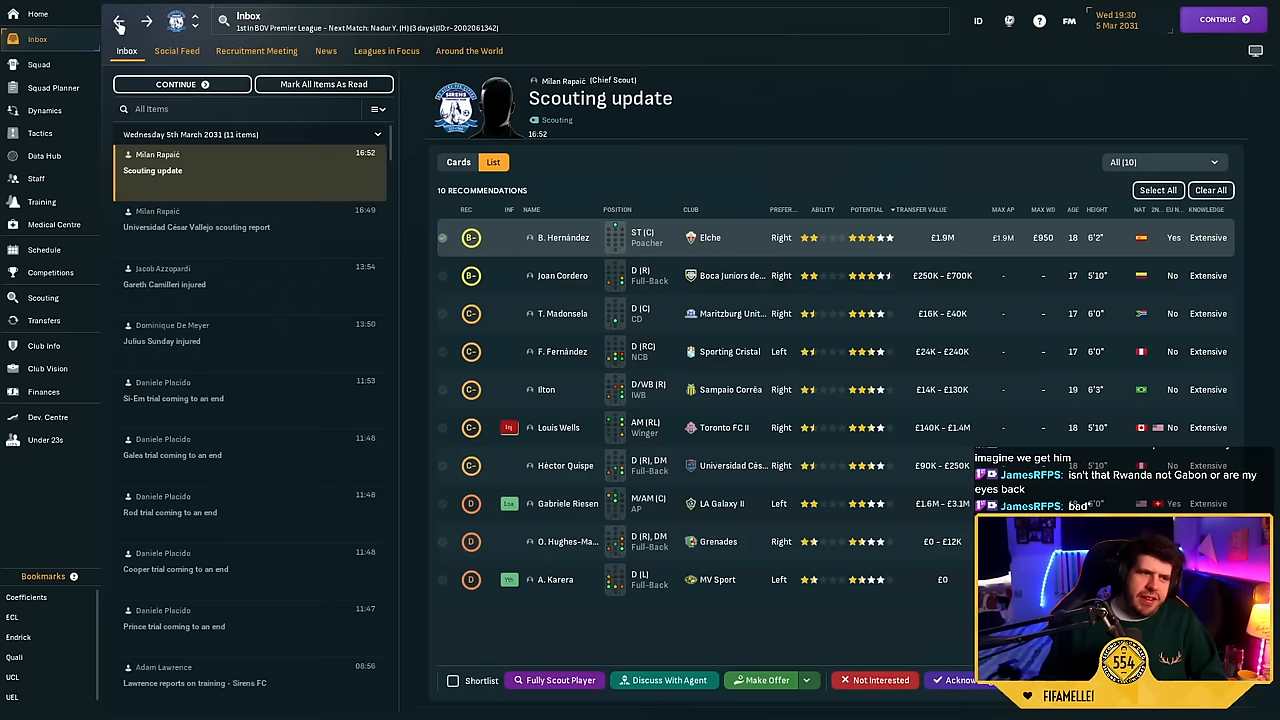 Home
Inbox
Squad
Squad Planner
Dynamics
Tactics
Data Hub
Staff
Training
Medical Centre
Schedule
Competitions
Scouting
Transfers
Club Info
Club Vision
Finances
Dev. Centre
Under 23s
Bookmarks
Coefficients
ECL
Endrick
Quali
UCL
UEL
Inbox
1st in BOV Premier League - Next Match: Nadur Y. (H) (3 days) (ID:r-2002061342)
ID FM Wed 19:30
5 Mar 2031
CONTINUE
Inbox Social Feed Recruitment Meeting News Leagues in Focus Around the World
CONTINUE Mark All Items As Read
All Items
Wednesday 5th March 2031 (11 items)
Milan Rapaić 16:52
Scouting update
Milan Rapaić 16:49
Universidad César Vallejo scouting report
Jacob Azzopardi 13:54
Gareth Camilleri injured
Dominique De Meyer 13:50
Julius Sunday injured
Daniele Placido 11:53
Si-Em trial coming to an end
Daniele Placido 11:48
Galea trial coming to an end
Daniele Placido 11:48
Rod trial coming to an end
Daniele Placido 11:48
Cooper trial coming to an end
Daniele Placido 11:47
Prince trial coming to an end
Adam Lawrence 08:56
Lawrence reports on training - Sirens FC
SIRENS
Milan Rapaić (Chief Scout)
Scouting update
Scouting
16:52
Cards List All (10)
10 RECOMMENDATIONS Select All Clear All
REC INF NAME POSITION CLUB PREFER... ABILITY POTENTIAL TRANSFER VALUE MAX AP MAX WD AGE HEIGHT NAT 2N... EU N... KNOWLEDGE
B- B. Hernández ST (C) Poacher Elche Right £1.9M £1.9M £950 18 6'2" Yes Extensive
B- Joan Cordero D (R) Full-Back Boca Juniors de... Right £250K - £700K - - 17 5'10" No Extensive
C- T. Madonsela D (C) CD Maritzburg Unit... Right £16K - £40K - - 17 6'0" No Extensive
C- F. Fernández D (RC) NCB Sporting Cristal Left £24K - £240K - - 17 6'0" No Extensive
C- Ilton D/WB (R) IWB Sampaio Corrêa Right £14K - £130K - - 19 6'3" No Extensive
C- Inj Louis Wells AM (RL) Winger Toronto FC II Right £140K - £1.4M - - 18 5'10" No Extensive
C- Héctor Quispe D (R), DM Full-Back Universidad Cés... Right £90K - £250K No Extensive
D Loa Gabriele Riesen M/AM (C) AP LA Galaxy II Left £1.6M - £3.1M Yes Extensive
D O. Hughes-Ma... D (R), DM Full-Back Grenades Right £0 - £12K
D Yth A. Karera D (L) Full-Back MV Sport Left £0
imagine we get him
JamesRFPS: isn't that Rwanda not Gabon or are my
eyes back
JamesRFPS: bad*
Shortlist Fully Scout Player Discuss With Agent Make Offer Not Interested Acknow
554
FIFAMELLEI